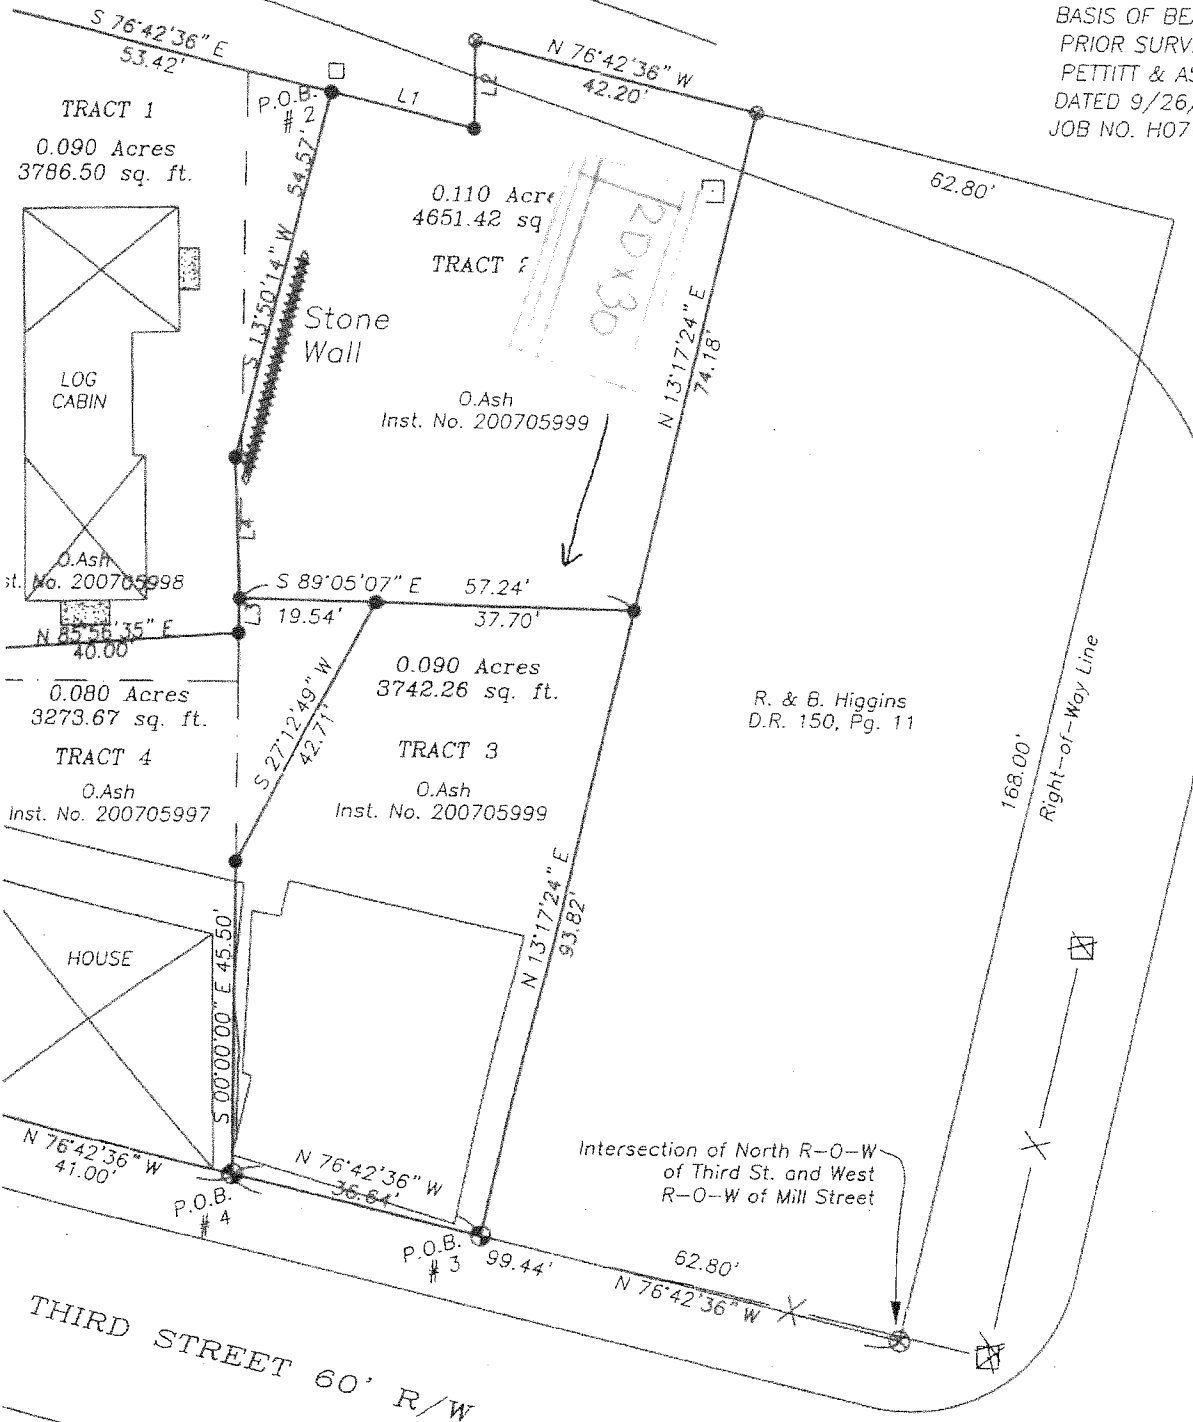 BASIS OF
PRIOR
PETTITT &
DATED 9/26/
JOB NO. H07
S 76°42'36" E
53.42'
N 76°42'36" W
42.20'
L1
L2
62.80'
TRACT 1
0.090 Acres
3786.50 sq. ft.
P.O.B.
# 2
S 13°50'14" W 54.57'
0.110
4651.42 sq
TRACT
20x30
N 13°17'24" E
74.18'
Stone
Wall
LOG
CABIN
O.Ash
Inst. No. 200705999
L4
O.Ash
No. 200705998
S 89°05'07" E 57.24'
19.54' 37.70'
L3
N 85°56'35" E
40.00'
0.080 Acres
3273.67 sq. ft.
TRACT 4
O.Ash
Inst. No. 200705997
S 27°12'49" W
42.71'
0.090 Acres
3742.26 sq. ft.
TRACT 3
O.Ash
Inst. No. 200705999
R. & B. Higgins
D.R. 150, Pg. 11
168.00'
Right-of-Way Line
HOUSE
S 00°00'00" E 45.50'
N 13°17'24" E
93.82'
N 76°42'36" W
41.00'
N 76°42'36" W
36.64'
P.O.B.
# 4
P.O.B.
# 3
99.44'
62.80'
N 76°42'36" W
Intersection of North R-O-W
of Third St. and West
R-O-W of Mill Street
THIRD STREET 60' R/W